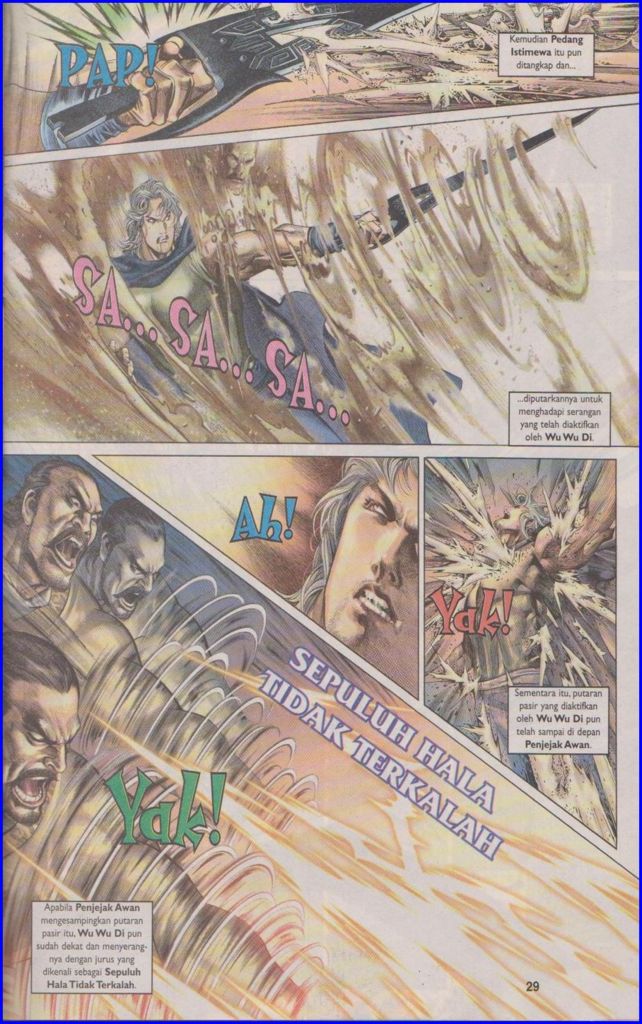 PAP!
Kemudian Pedang
Istimewa itu pun
ditangkap dan...
SA... SA... SA...
...diputarkannya untuk
menghadapi serangan
yang telah diaktifkan
oleh Wu Wu Di.
Ah!
Yak!
Sementara itu, putaran
pasir yang diaktifkan
oleh Wu Wu Di pun
telah sampai di depan
Penjejak Awan.
SEPULUH HALA
TIDAK TERKALAH
Yak!
Apabila Penjejak Awan
mengesampingkan putaran
pasir itu, Wu Wu Di pun
sudah dekat dan menyerang-
nya dengan jurus yang
dikenali sebagai Sepuluh
Hala Tidak Terkalah.
29